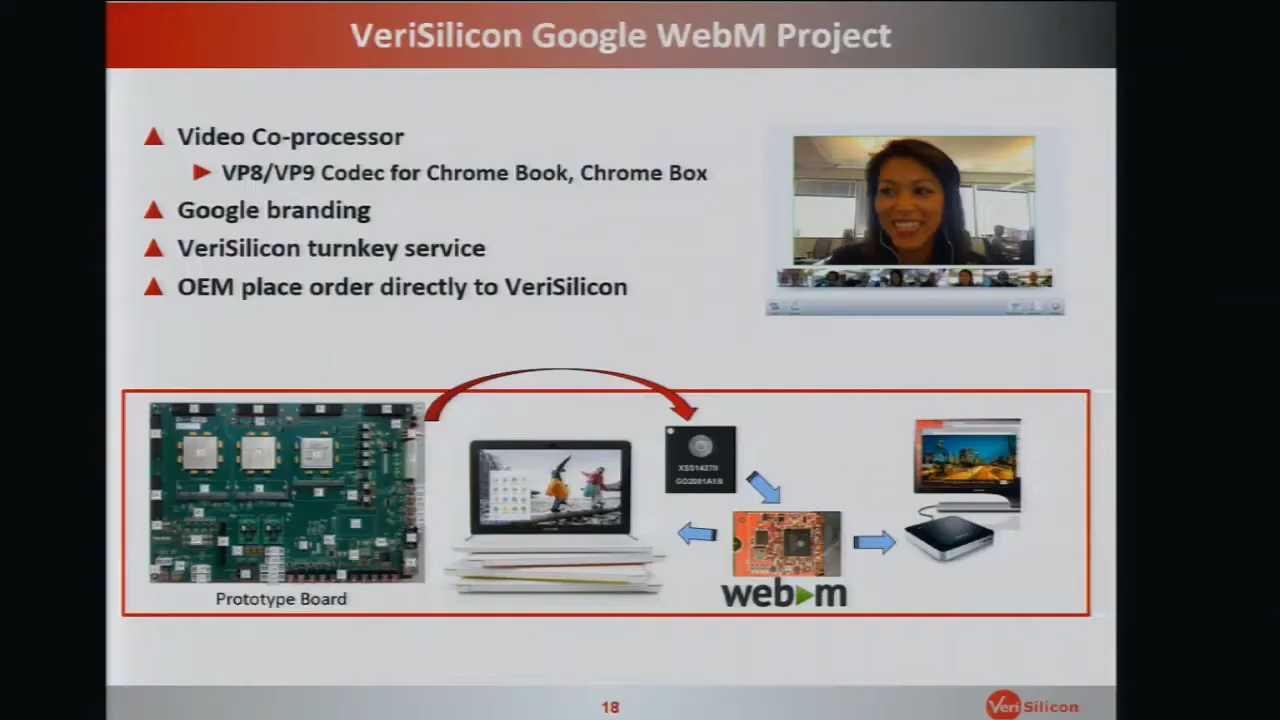 VeriSilicon Google WebM Project
Video Co-processor
VP8/VP9 Codec for Chrome Book, Chrome Box
Google branding
VeriSilicon turnkey service
OEM place order directly to VeriSilicon
Prototype Board
webm
18
VeriSilicon